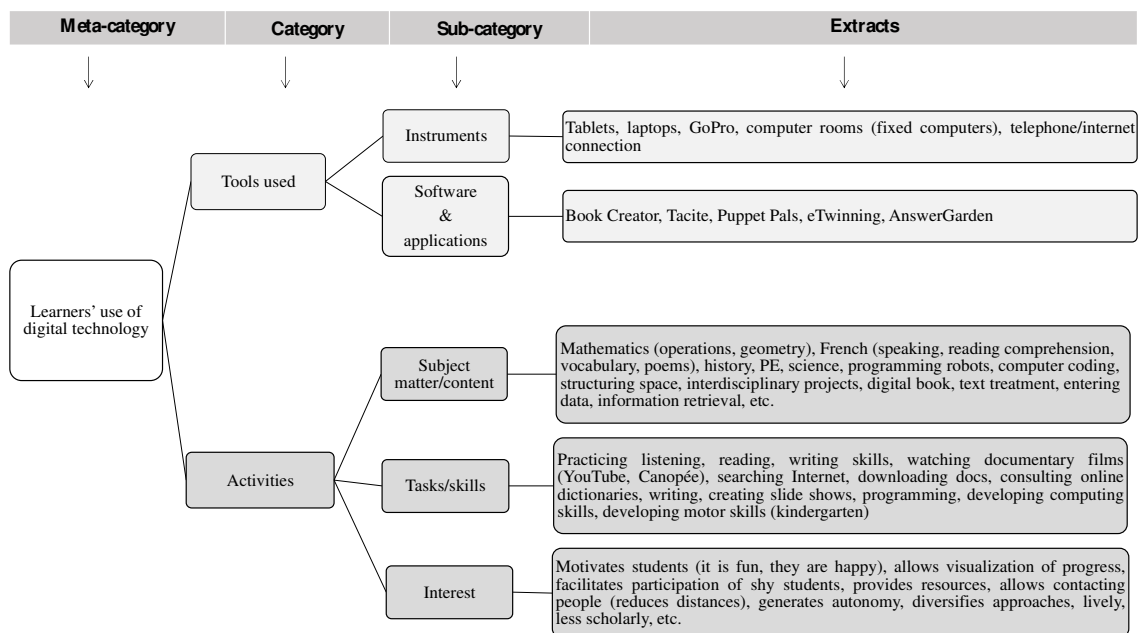 Meta-category Category Sub-category Extracts
Instruments
Tablets, laptops, GoPro, computer rooms (fixed computers), telephone/internet
connection
Tools used
Software
&
applications
Book Creator, Tacite, Puppet Pals, eTwinning, AnswerGarden
Learners' use of
digital technology
Subject
matter/content
Mathematics (operations, geometry), French (speaking, reading comprehension,
vocabulary, poems), history, PE, science, programming robots, computer coding,
structuring space, interdisciplinary projects, digital book, text treatment, entering
data, information retrieval, etc.
Activities
Tasks/skills
Practicing listening, reading, writing skills, watching documentary films
(YouTube, Canopée), searching Internet, downloading docs, consulting online
dictionaries, writing, creating slide shows, programming, developing computing
skills, developing motor skills (kindergarten)
Interest
Motivates students (it is fun, they are happy), allows visualization of progress,
facilitates participation of shy students, provides resources, allows contacting
people (reduces distances), generates autonomy, diversifies approaches, lively,
less scholarly, etc.